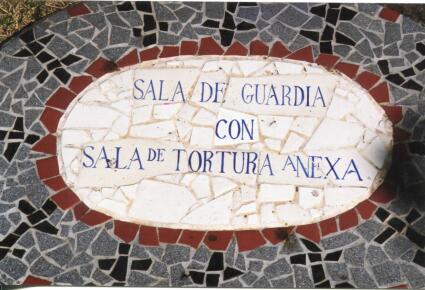 SALA DE GUARDIA
CON
SALA DE TORTURA ANEXA